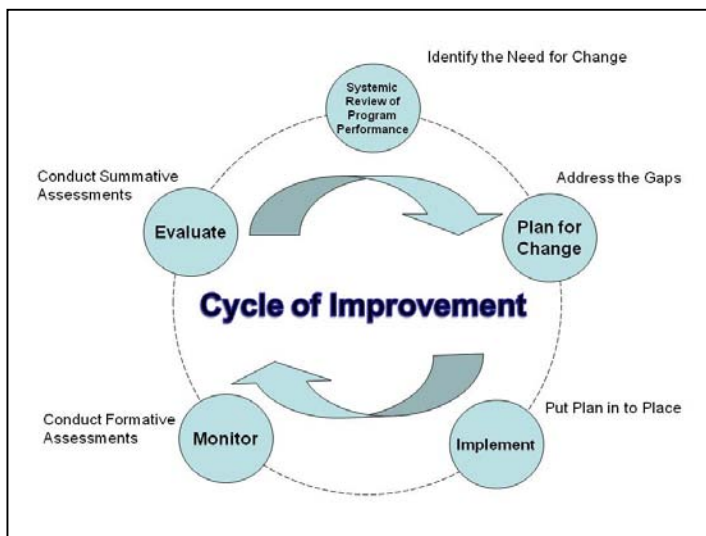 Identify the Need for Change
Systemic
Review of
Program
Performance
Conduct Summative
Assessments
Address the Gaps
Evaluate
Plan for
Change
Cycle of Improvement
Conduct Formative
Assessments
Put Plan in to Place
Monitor
Implement